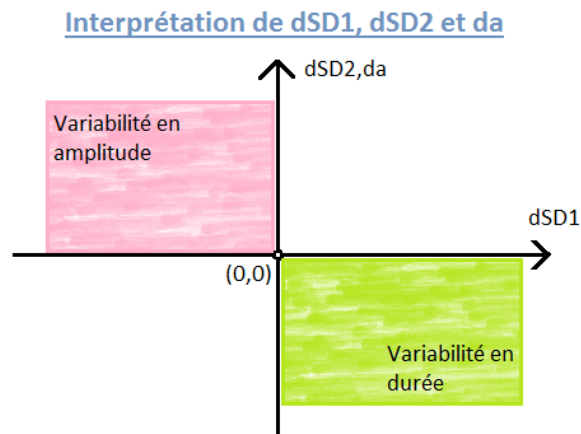 Interprétation de dSD1, dSD2 et da
dSD2,da
Variabilité en
amplitude
dSD1
(0,0)
Variabilité en
durée